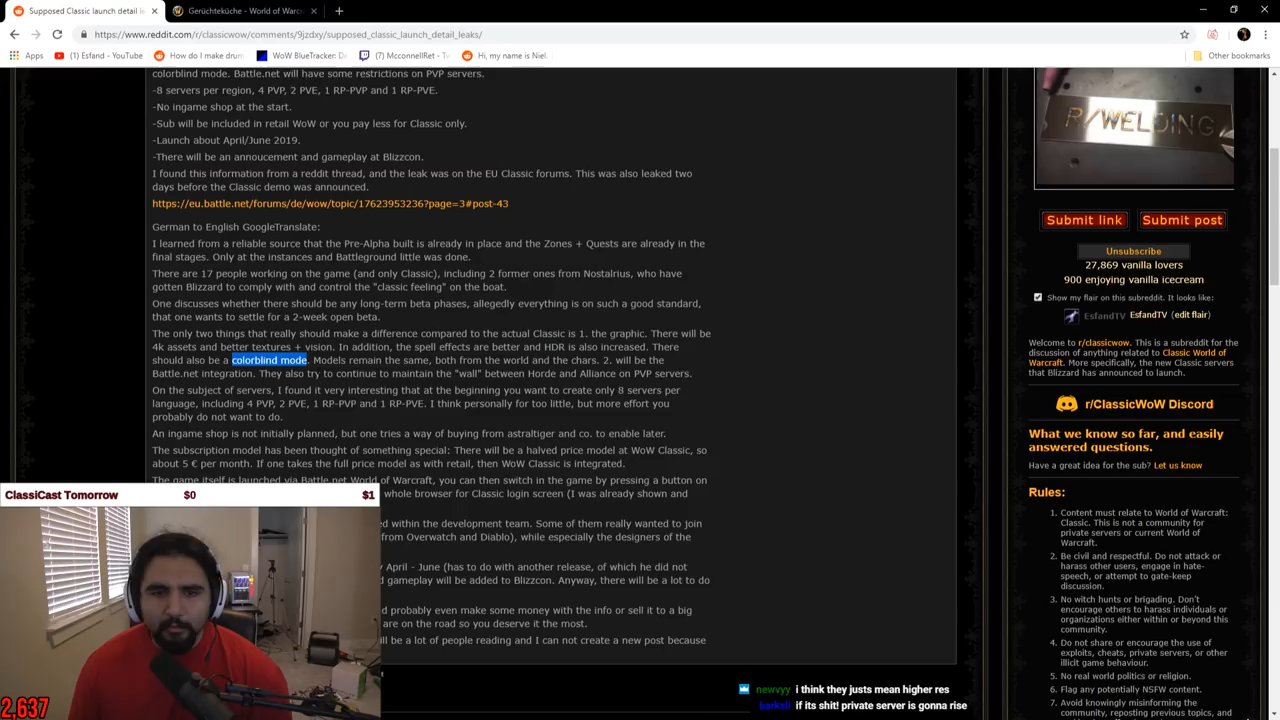 Supposed Classic launch detail le
Gerüchteküche - World of Warcr
https://www.reddit.com/r/classicwow/comments/9jzdxy/supposed_classic_launch_detail_leaks/
Apps
(1) Esfand - YouTube
How do I make drum
WoW BlueTracker: D
(7) McconnellRet - Tw
Hi, my name is Niel.
Other bookmarks
colorblind mode. Battle.net will have some restrictions on PVP servers.
-8 servers per region, 4 PVP, 2 PVE, 1 RP-PVP and 1 RP-PVE.
-No ingame shop at the start.
-Sub will be included in retail WoW or you pay less for Classic only.
-Launch about April/June 2019.
-There will be an annoucement and gameplay at Blizzcon.
I found this information from a reddit thread, and the leak was on the EU Classic forums. This was also leaked two
days before the Classic demo was announced.
https://eu.battle.net/forums/de/wow/topic/17623953236?page=3#post-43
German to English GoogleTranslate:
I learned from a reliable source that the Pre-Alpha built is already in place and the Zones + Quests are already in the
final stages. Only at the instances and Battleground little was done.
There are 17 people working on the game (and only Classic), including 2 former ones from Nostalrius, who have
gotten Blizzard to comply with and control the "classic feeling" on the boat.
One discusses whether there should be any long-term beta phases, allegedly everything is on such a good standard,
that one wants to settle for a 2-week open beta.
The only two things that really should make a difference compared to the actual Classic is 1. the graphic. There will be
4k assets and better textures + vision. In addition, the spell effects are better and HDR is also increased. There
should also be a colorblind mode. Models remain the same, both from the world and the chars. 2. will be the
Battle.net integration. They also try to continue to maintain the "wall" between Horde and Alliance on PVP servers.
On the subject of servers, I found it very interesting that at the beginning you want to create only 8 servers per
language, including 4 PVP, 2 PVE, 1 RP-PVP and 1 RP-PVE. I think personally for too little, but more effort you
probably do not want to do.
An ingame shop is not initially planned, but one tries a way of buying from astraltiger and co. to enable later.
The subscription model has been thought of something special: There will be a halved price model at WoW Classic, so
about 5 € per month. If one takes the full price model as with retail, then WoW Classic is integrated.
The game itself is launched via Battle.net World of Warcraft, you can then switch in the game by pressing a button on
whole browser for Classic login screen (I was already shown and
d within the development team. Some of them really wanted to join
from Overwatch and Diablo), while especially the designers of the
y April - June (has to do with another release, of which he did not
d gameplay will be added to Blizzcon. Anyway, there will be a lot to do
d probably even make some money with the info or sell it to a big
are on the road so you deserve it the most.
ll be a lot of people reading and I can not create a new post because
ClassiCast Tomorrow $0 $1
2,637
newvyy i think they justs mean higher res
if its shit! private server is gonna rise
R/WELDING
Submit link
Submit post
Unsubscribe
27,869 vanilla lovers
900 enjoying vanilla icecream
Show my flair on this subreddit. It looks like:
EsfandTV EsfandTV (edit flair)
Welcome to r/classicwow. This is a subreddit for the
discussion of anything related to Classic World of
Warcraft. More specifically, the new Classic servers
that Blizzard has announced to launch.
r/ClassicWoW Discord
What we know so far, and easily
answered questions.
Have a great idea for the sub? Let us know
Rules:
1. Content must relate to World of Warcraft:
Classic. This is not a community for
private servers or current World of
Warcraft.
2. Be civil and respectful. Do not attack or
harass other users, engage in hate-
speech, or attempt to gate-keep
discussion.
3. No witch hunts or brigading. Don't
encourage others to harass individuals or
organizations either within or beyond this
community.
4. Do not share or encourage the use of
exploits, cheats, private servers, or other
illicit game behaviour.
5. No real world politics or religion.
6. Flag any potentially NSFW content.
7. Avoid knowingly misinforming the
community, reposting previous topics, and